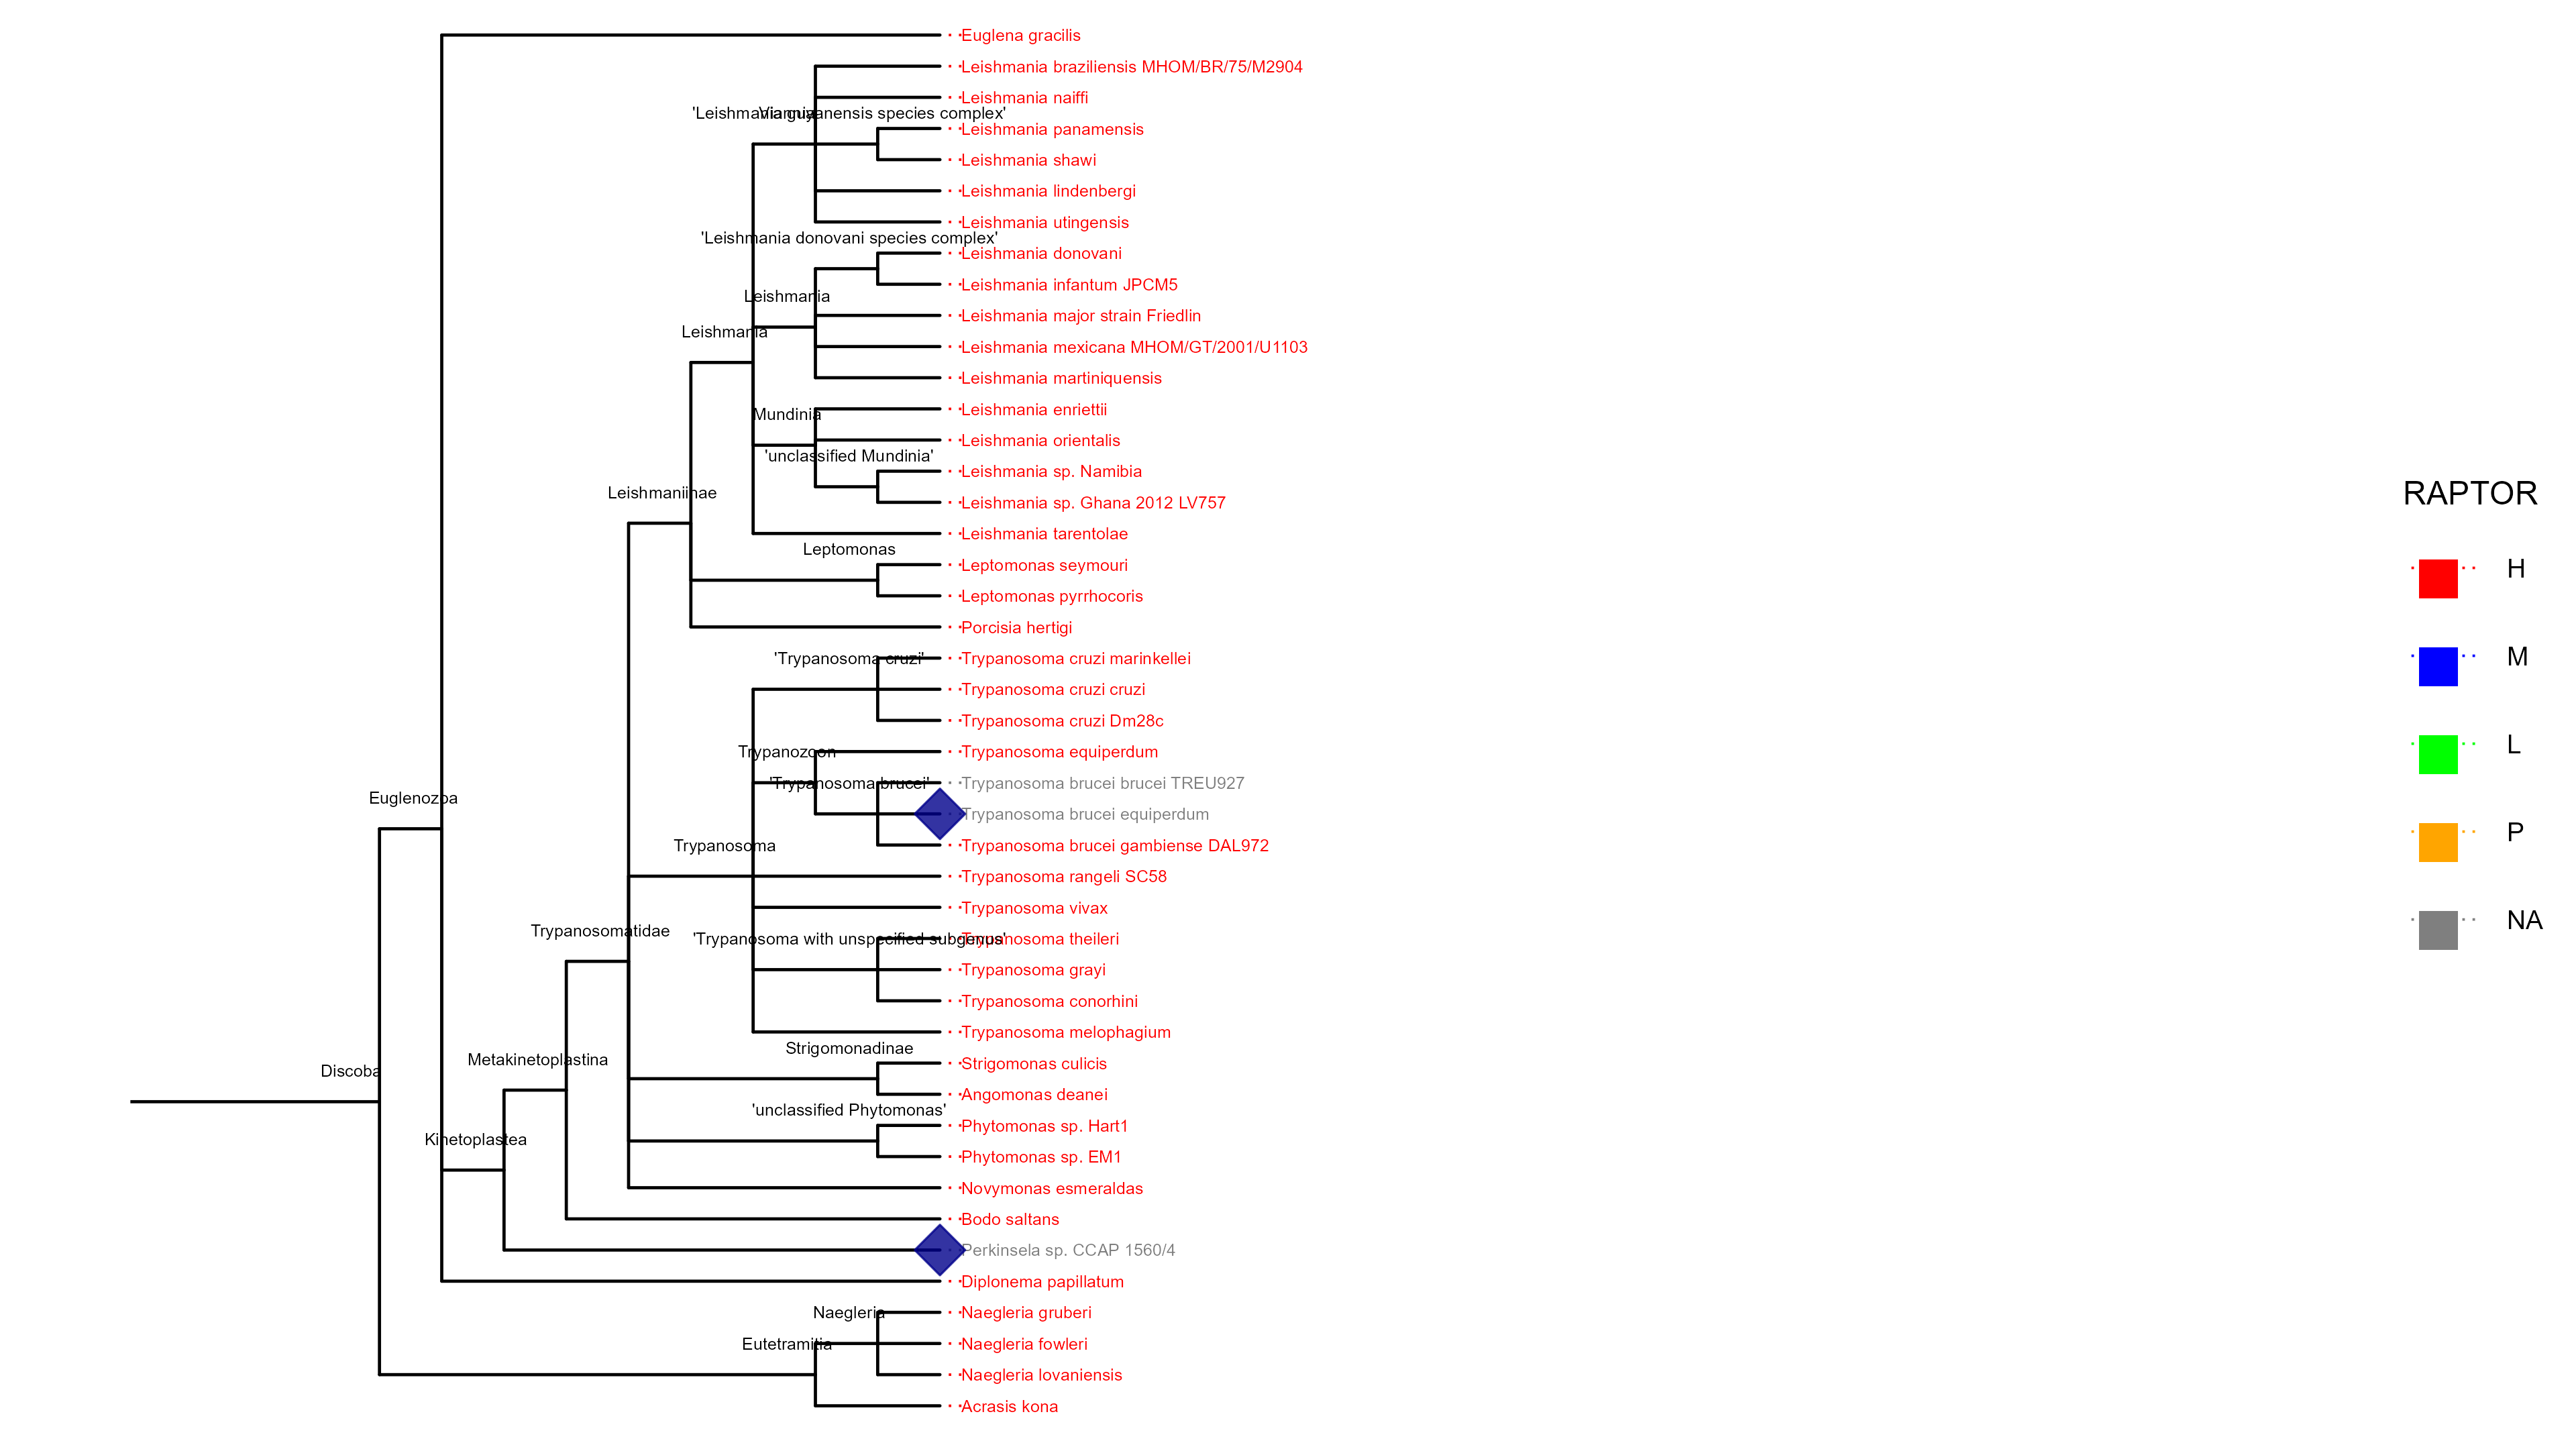 Euglena gracilis
Leishmania braziliensis MHOM/BR/75/M2904
Leishmania naiffi
'Leishmania guyanensis species complex'
Viannia
Leishmania panamensis
Leishmania shawi
Leishmania lindenbergi
Leishmania utingensis
'Leishmania donovani species complex'
Leishmania donovani
Leishmania infantum JPCM5
Leishmania
Leishmania major strain Friedlin
Leishmania
Leishmania mexicana MHOM/GT/2001/U1103
Leishmania martiniquensis
Mundinia
Leishmania enriettii
Leishmania orientalis
'unclassified Mundinia'
Leishmania sp. Namibia
Leishmaniinae
Leishmania sp. Ghana 2012 LV757
Leishmania tarentolae
Leptomonas
Leptomonas seymouri
Leptomonas pyrrhocoris
Porcisia hertigi
'Trypanosoma cruzi'
Trypanosoma cruzi marinkellei
Trypanosoma cruzi cruzi
Trypanosoma cruzi Dm28c
Trypanozoon
Trypanosoma equiperdum
'Trypanosoma brucei'
Trypanosoma brucei brucei TREU927
Euglenozoa
Trypanosoma brucei equiperdum
Trypanosoma
Trypanosoma brucei gambiense DAL972
Trypanosoma rangeli SC58
Trypanosoma vivax
Trypanosomatidae
'Trypanosoma with unspecified subgenus'
Trypanosoma theileri
Trypanosoma grayi
Trypanosoma conorhini
Trypanosoma melophagium
Strigomonadinae
Metakinetoplastina
Strigomonas culicis
Discoba
Angomonas deanei
'unclassified Phytomonas'
Phytomonas sp. Hart1
Kinetoplastea
Phytomonas sp. EM1
Novymonas esmeraldas
Bodo saltans
Perkinsela sp. CCAP 1560/4
Diplonema papillatum
Naegleria
Naegleria gruberi
Eutetramitia
Naegleria fowleri
Naegleria lovaniensis
Acrasis kona
RAPTOR
H
M
L
P
NA